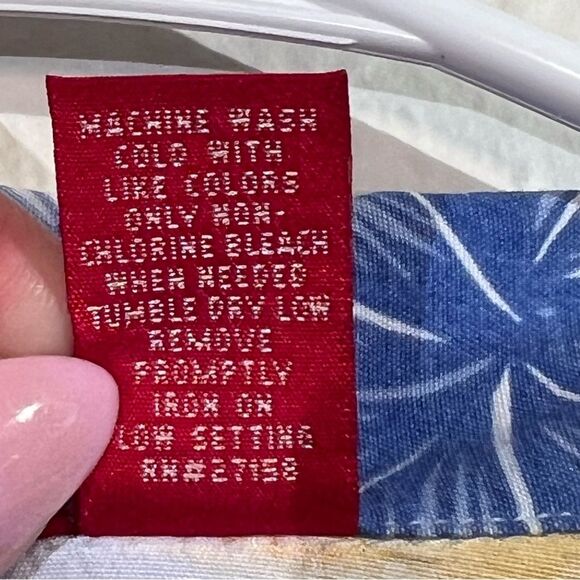 MACHINE WASH
COLD WITH
LIKE COLORS
ONLY NON-
CHLORINE BLEACH
WHEN NEEDED
TUMBLE DRY LOW
REMOVE
PROMPTLY
IRON ON
LOW SETTING
RN#37158